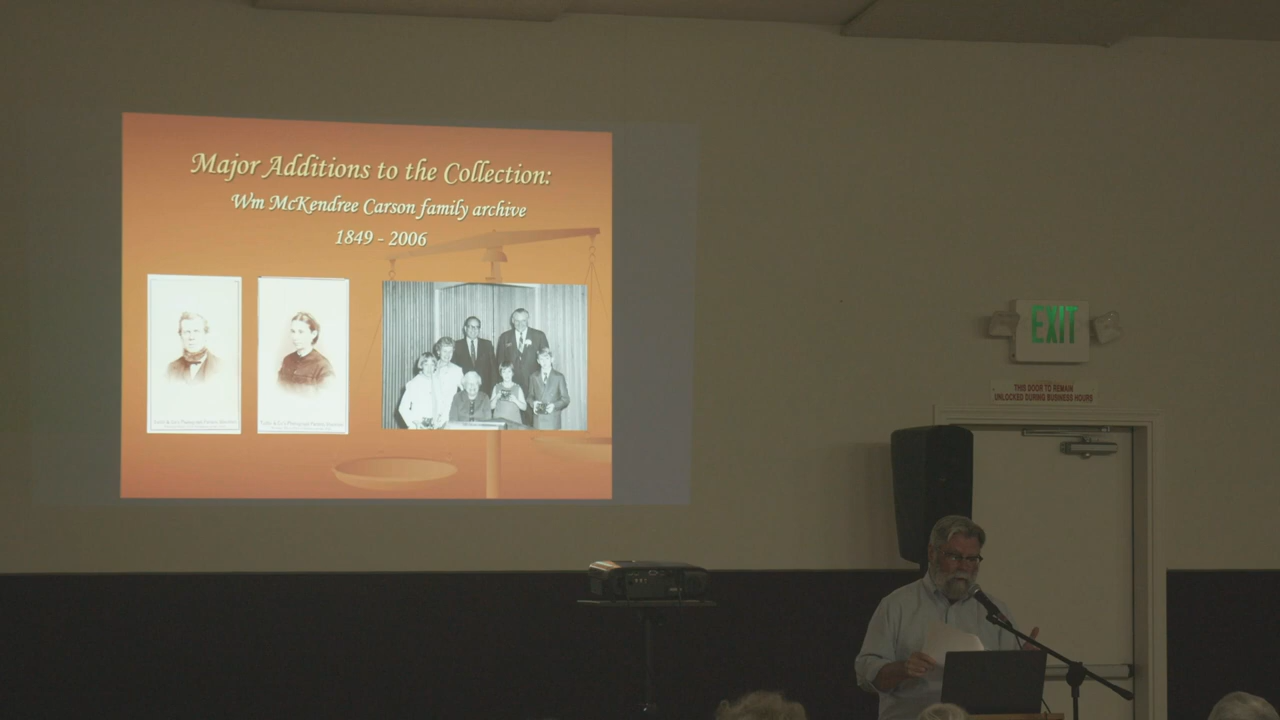 Major Additions to the Collection:
Wm McKendree Carson family archive
1849 - 2006
EXIT
THIS DOOR TO REMAIN
UNLOCKED DURING BUSINESS HOURS